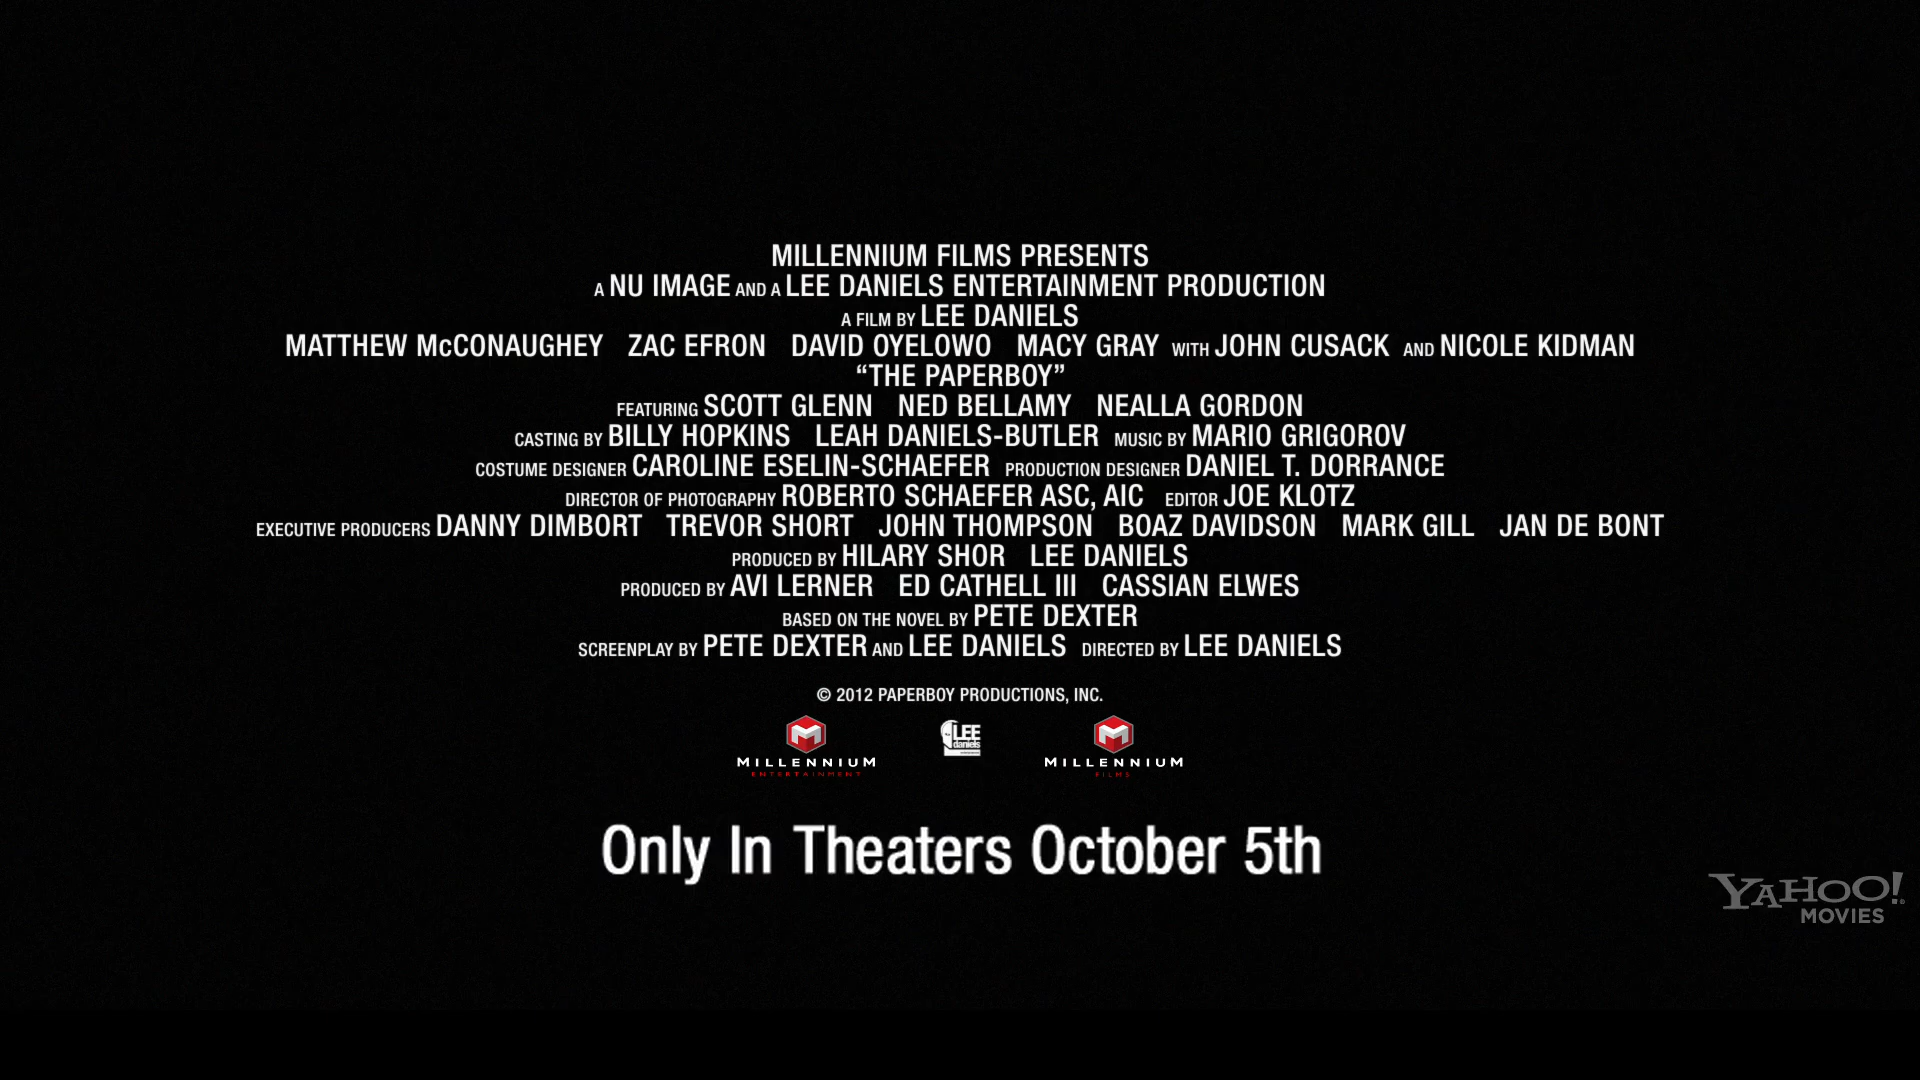 MILLENNIUM FILMS PRESENTS
A NU IMAGE AND A LEE DANIELS ENTERTAINMENT PRODUCTION
A FILM BY LEE DANIELS
MATTHEW McCONAUGHEY ZAC EFRON DAVID OYELOWO MACY GRAY WITH JOHN CUSACK AND NICOLE KIDMAN
“THE PAPERBOY”
FEATURING SCOTT GLENN NED BELLAMY NEALLA GORDON
CASTING BY BILLY HOPKINS LEAH DANIELS-BUTLER MUSIC BY MARIO GRIGOROV
COSTUME DESIGNER CAROLINE ESELIN-SCHAEFER PRODUCTION DESIGNER DANIEL T. DORRANCE
DIRECTOR OF PHOTOGRAPHY ROBERTO SCHAEFER ASC, AIC EDITOR JOE KLOTZ
EXECUTIVE PRODUCERS DANNY DIMBORT TREVOR SHORT JOHN THOMPSON BOAZ DAVIDSON MARK GILL JAN DE BONT
PRODUCED BY HILARY SHOR LEE DANIELS
PRODUCED BY AVI LERNER ED CATHELL III CASSIAN ELWES
BASED ON THE NOVEL BY PETE DEXTER
SCREENPLAY BY PETE DEXTER AND LEE DANIELS DIRECTED BY LEE DANIELS
© 2012 PAPERBOY PRODUCTIONS, INC.
MILLENNIUM
ENTERTAINMENT
LEE
daniels
MILLENNIUM
FILMS
Only In Theaters October 5th
YAHOO!
MOVIES